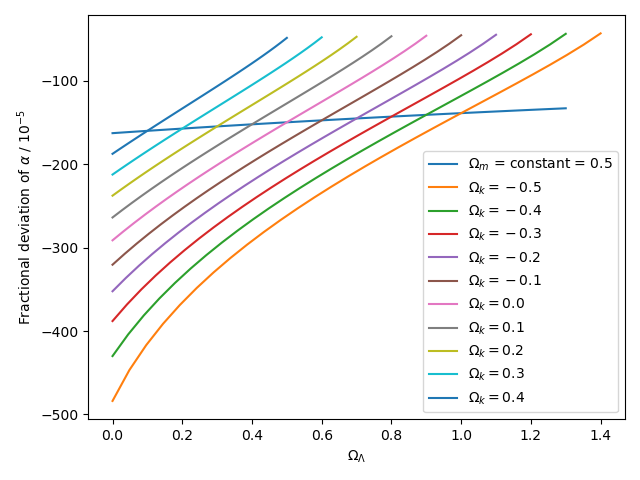 Fractional deviation of α / 10⁻⁵
−100
−200
−300
−400
−500
0.0 0.2 0.4 0.6 0.8 1.0 1.2 1.4
Ω_Λ
Ω_m = constant = 0.5
Ω_k = −0.5
Ω_k = −0.4
Ω_k = −0.3
Ω_k = −0.2
Ω_k = −0.1
Ω_k = 0.0
Ω_k = 0.1
Ω_k = 0.2
Ω_k = 0.3
Ω_k = 0.4